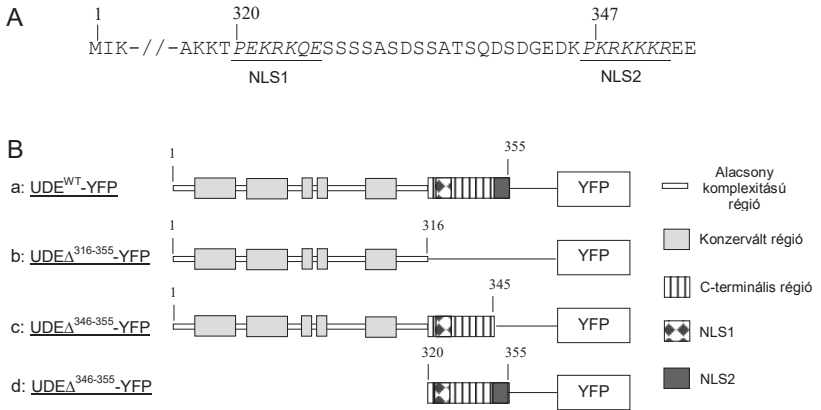 A
1 320 347
MIK-//-AKKTPEKRKQESSSSASDSSATSQDSDGEDKPKRKKKREE
NLS1 NLS2
B
1 355
a: UDEWT-YFP YFP
Alacsony komplexitású régió
1 316
b: UDEΔ316-355-YFP YFP
Konzervált régió
C-terminális régió
1 345
c: UDEΔ346-355-YFP YFP
NLS1
320 355
d: UDEΔ346-355-YFP YFP
NLS2